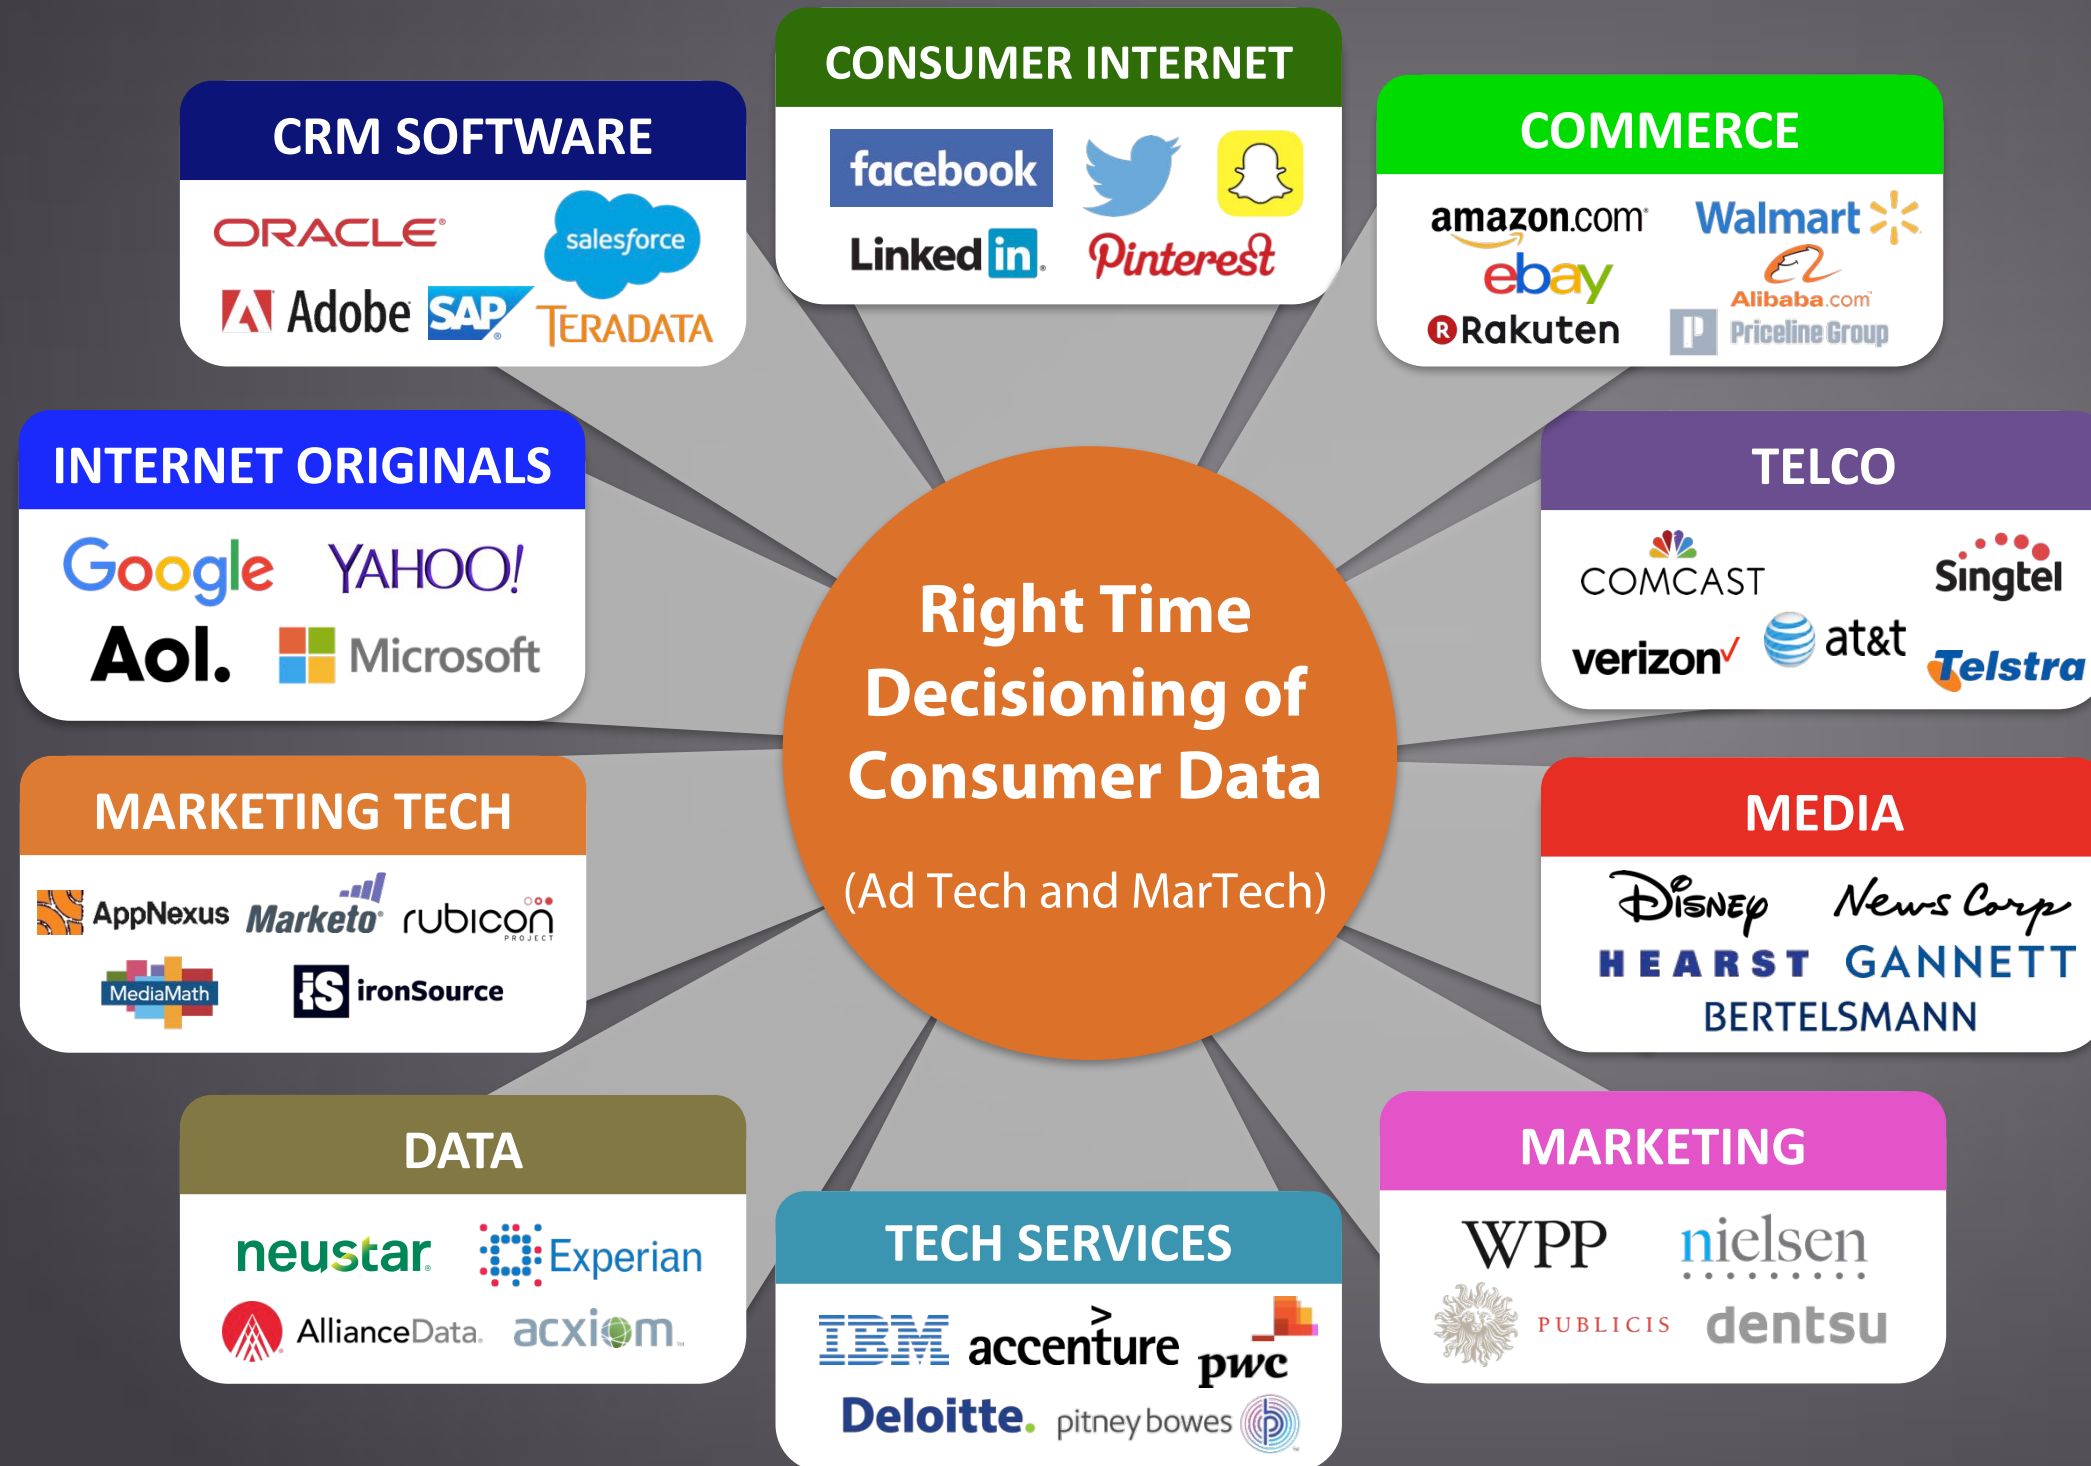 CONSUMER INTERNET
facebook
Linked in
Pinterest
CRM SOFTWARE
ORACLE
salesforce
Adobe
SAP
TERADATA
COMMERCE
amazon.com
Walmart
ebay
Alibaba.com
Rakuten
Priceline Group
INTERNET ORIGINALS
Google
YAHOO!
Aol.
Microsoft
TELCO
COMCAST
Singtel
verizon
at&t
Telstra
Right Time
Decisioning of
Consumer Data
(Ad Tech and MarTech)
MARKETING TECH
AppNexus
Marketo
rubicon
PROJECT
MediaMath
iS ironSource
MEDIA
DISNEY
News Corp
HEARST
GANNETT
BERTELSMANN
DATA
neustar
Experian
AllianceData
acxiom
TECH SERVICES
IBM
accenture
pwc
Deloitte.
pitney bowes
MARKETING
WPP
nielsen
PUBLICIS
dentsu